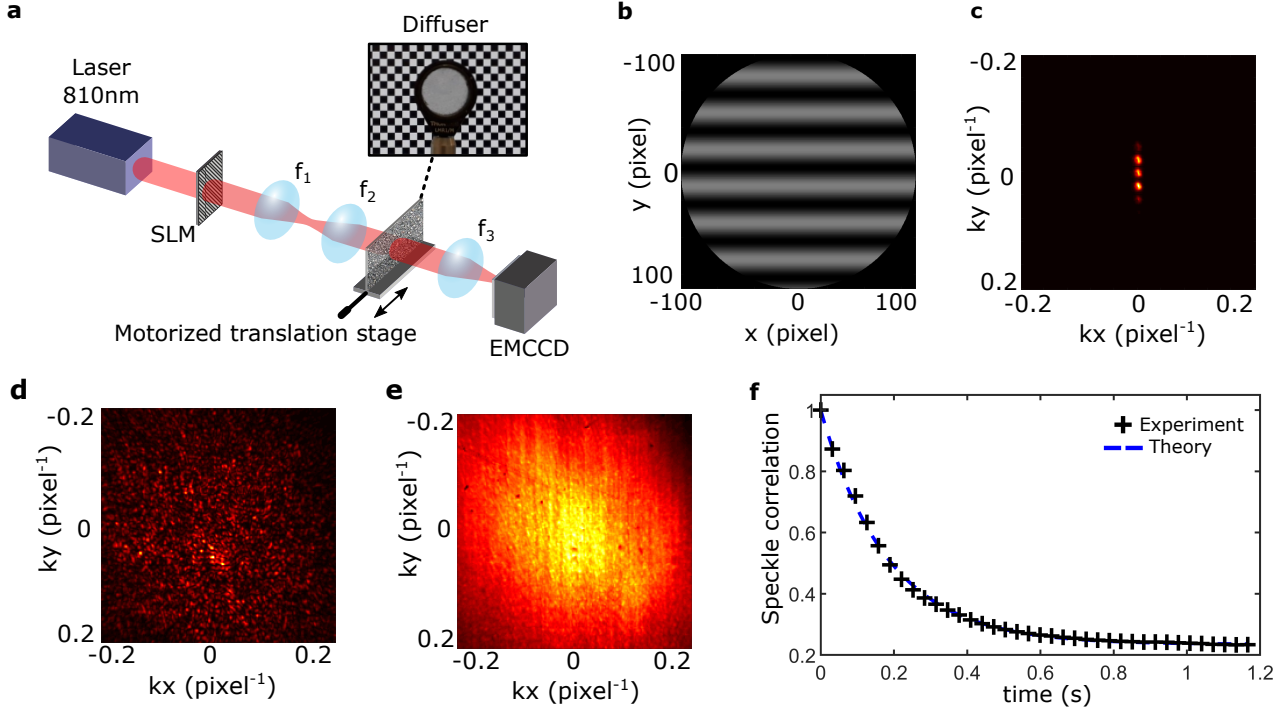 a
Diffuser
Laser
810nm
f₁
f₂
f₃
SLM
Motorized translation stage
EMCCD
b
-100
0
100
y (pixel)
-100 0 100
x (pixel)
c
-0.2
0
0.2
ky (pixel⁻¹)
-0.2 0 0.2
kx (pixel⁻¹)
d
-0.2
0
0.2
ky (pixel⁻¹)
-0.2 0 0.2
kx (pixel⁻¹)
e
-0.2
0
0.2
ky (pixel⁻¹)
-0.2 0 0.2
kx (pixel⁻¹)
f
1
0.8
0.6
0.4
0.2
Speckle correlation
Experiment
Theory
0 0.2 0.4 0.6 0.8 1 1.2
time (s)